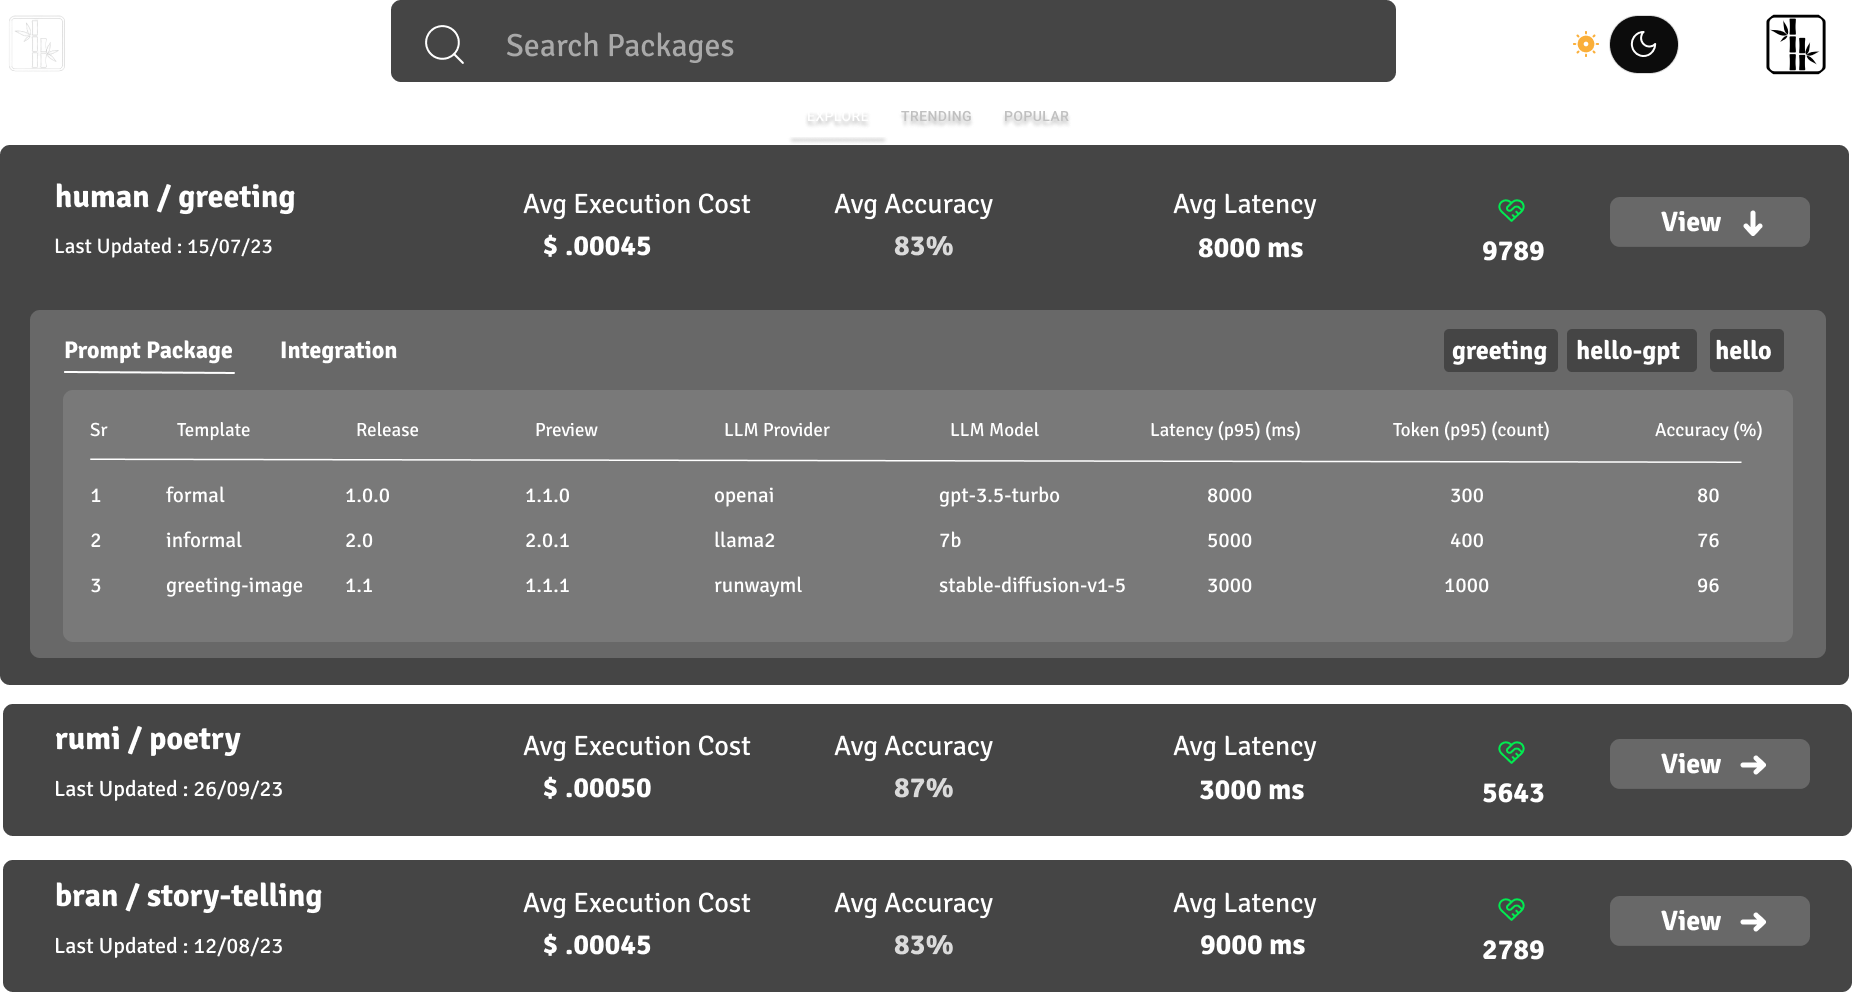 Search Packages
EXPLORE TRENDING POPULAR
human / greeting
Last Updated : 15/07/23
Avg Execution Cost
$ .00045
Avg Accuracy
83%
Avg Latency
8000 ms
9789
View
Prompt Package Integration greeting hello-gpt hello
Sr Template Release Preview LLM Provider LLM Model Latency (p95) (ms) Token (p95) (count) Accuracy (%)
1 formal 1.0.0 1.1.0 openai gpt-3.5-turbo 8000 300 80
2 informal 2.0 2.0.1 llama2 7b 5000 400 76
3 greeting-image 1.1 1.1.1 runwayml stable-diffusion-v1-5 3000 1000 96
rumi / poetry
Last Updated : 26/09/23
Avg Execution Cost
$ .00050
Avg Accuracy
87%
Avg Latency
3000 ms
5643
View
bran / story-telling
Last Updated : 12/08/23
Avg Execution Cost
$ .00045
Avg Accuracy
83%
Avg Latency
9000 ms
2789
View